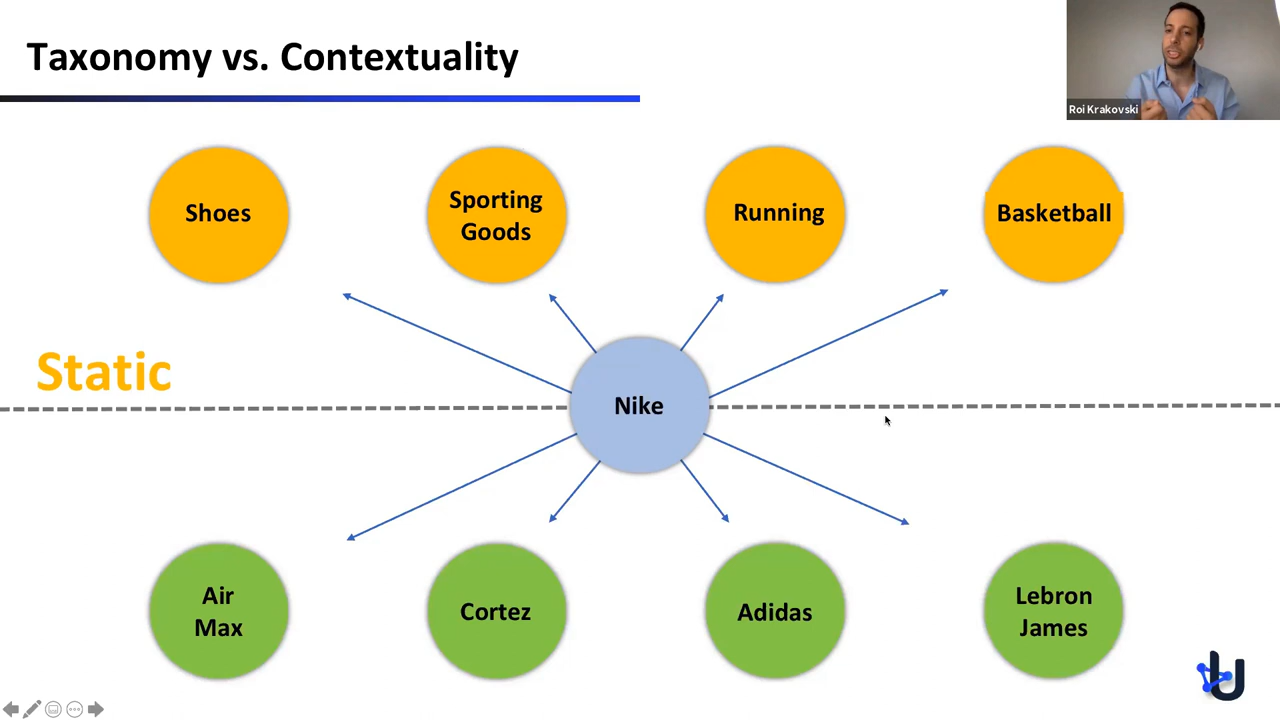 Taxonomy vs. Contextuality
Roi Krakovski
Shoes
Sporting
Goods
Running
Basketball
Static
Nike
Air
Max
Cortez
Adidas
Lebron
James